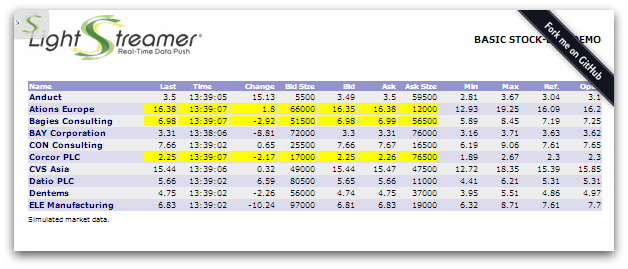 LightStreamer®
Real-Time Data Push
BASIC STOCK- DEMO
Fork me on GitHub
Name Last Time Change Bid Size Bid Ask Ask Size Min Max Ref. Open
Anduct 3.5 13:39:05 15.13 5500 3.49 3.5 59500 2.81 3.67 3.04 3.1
Ations Europe 16.38 13:39:07 1.8 66000 16.35 16.38 12000 12.93 19.25 16.09 16.2
Bagies Consulting 6.98 13:39:07 -2.92 51500 6.98 6.99 56500 5.89 8.45 7.19 7.25
BAY Corporation 3.31 13:38:06 -8.81 72000 3.3 3.31 76000 3.16 3.71 3.63 3.62
CON Consulting 7.66 13:39:02 0.65 25500 7.66 7.67 16500 6.19 9.06 7.61 7.65
Corcor PLC 2.25 13:39:07 -2.17 17000 2.25 2.26 76500 1.89 2.67 2.3 2.3
CVS Asia 15.44 13:39:06 0.32 49000 15.44 15.47 47500 12.72 18.35 15.39 15.85
Datio PLC 5.66 13:39:02 6.59 80500 5.65 5.66 11000 4.41 6.21 5.31 5.31
Dentems 4.75 13:39:02 -2.26 56000 4.74 4.75 37000 3.95 5.51 4.86 4.97
ELE Manufacturing 6.83 13:39:02 -10.24 97000 6.81 6.83 19000 6.32 8.71 7.61 7.7
Simulated market data.